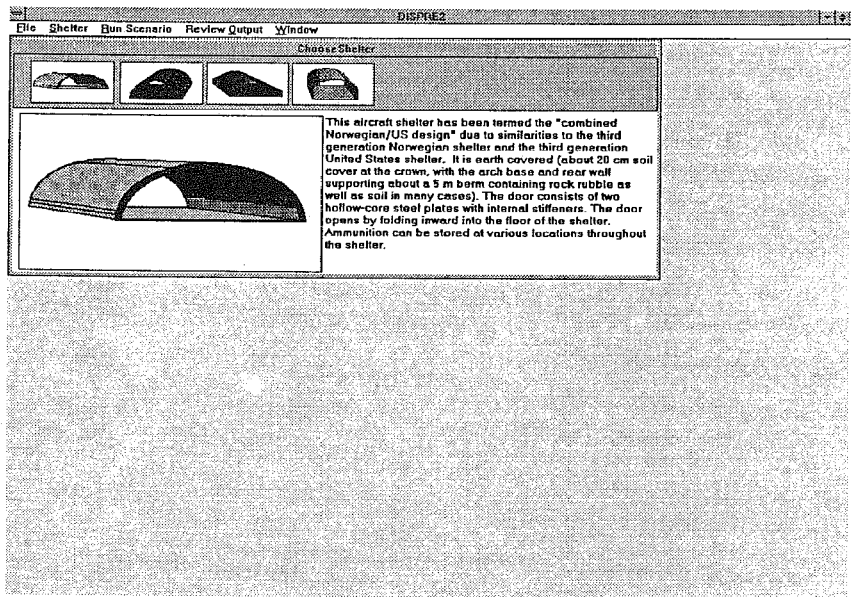 DISPRE2
File Shelter Run Scenario Review Output Window
Choose Shelter
This aircraft shelter has been termed the "combined
Norwegian/US design" due to similarities to the third
generation Norwegian shelter and the third generation
United States shelter. It is earth covered (about 20 cm soil
cover at the crown, with the arch base and rear wall
supporting about a 5 m berm containing rock rubble as
well as soil in many cases). The door consists of two
hollow-core steel plates with internal stiffeners. The door
opens by folding inward into the floor of the shelter.
Ammunition can be stored at various locations throughout
the shelter.